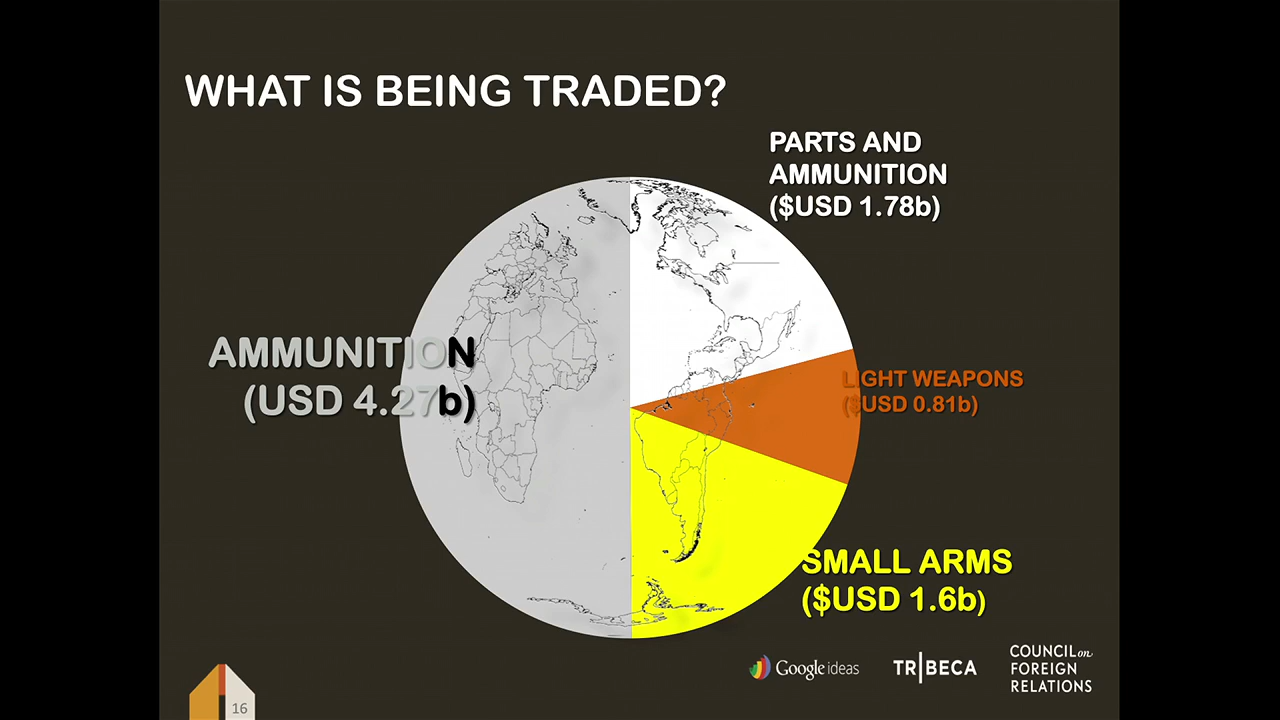 WHAT IS BEING TRADED?
PARTS AND
AMMUNITION
($USD 1.78b)
AMMUNITION
(USD 4.27b)
LIGHT WEAPONS
($USD 0.81b)
SMALL ARMS
($USD 1.6b)
Google ideas
TRIBECA
COUNCIL on
FOREIGN
RELATIONS
16